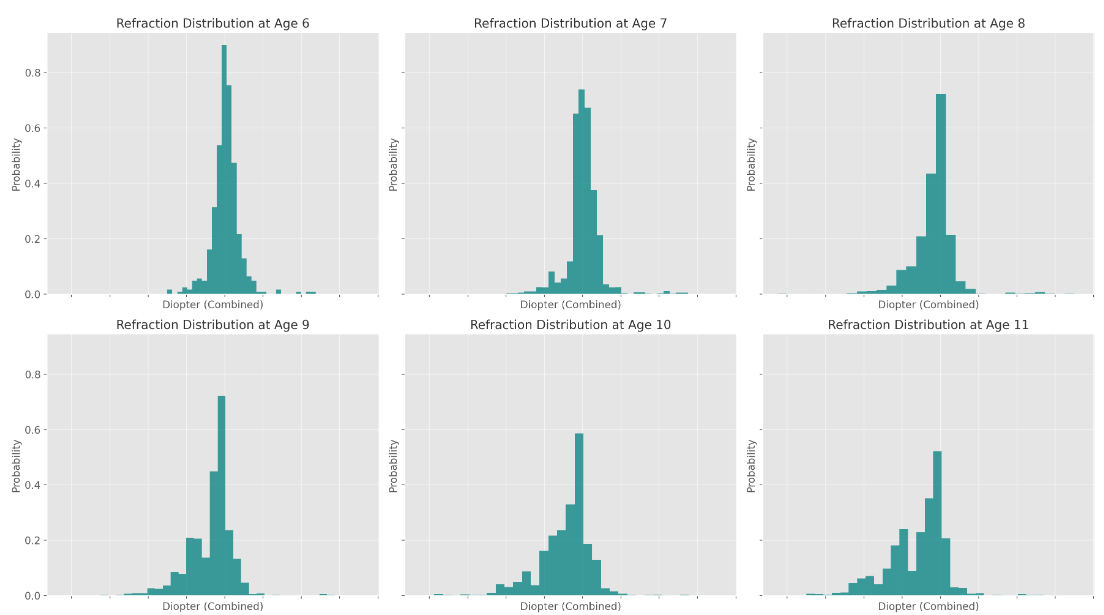 Refraction Distribution at Age 6
Refraction Distribution at Age 7
Refraction Distribution at Age 8
Probability
0.8
0.6
0.4
0.2
0.0
Probability
Probability
Diopter (Combined)
Diopter (Combined)
Diopter (Combined)
Refraction Distribution at Age 9
Refraction Distribution at Age 10
Refraction Distribution at Age 11
Probability
0.8
0.6
0.4
0.2
0.0
Probability
Probability
Diopter (Combined)
Diopter (Combined)
Diopter (Combined)